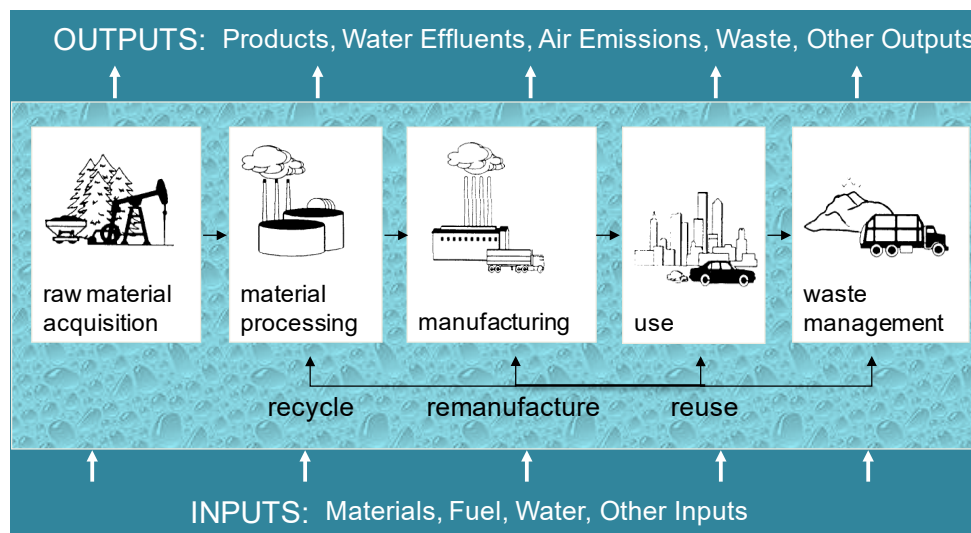 OUTPUTS: Products, Water Effluents, Air Emissions, Waste, Other Outputs
raw material
acquisition
material
processing
manufacturing
use
waste
management
recycle
remanufacture
reuse
INPUTS: Materials, Fuel, Water, Other Inputs